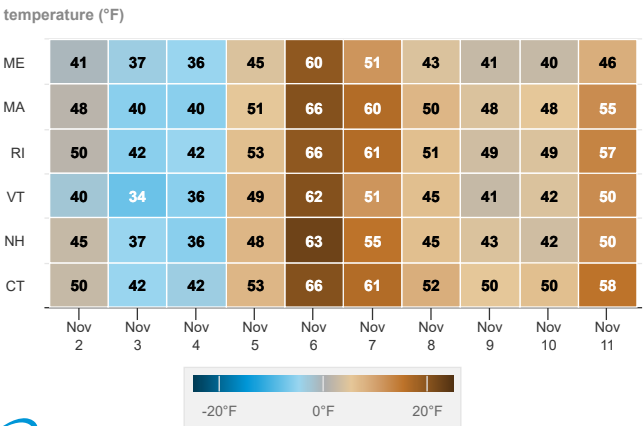 temperature (°F)
ME 41 37 36 45 60 51 43 41 40 46
MA 48 40 40 51 66 60 50 48 48 55
RI 50 42 42 53 66 61 51 49 49 57
VT 40 34 36 49 62 51 45 41 42 50
NH 45 37 36 48 63 55 45 43 42 50
CT 50 42 42 53 66 61 52 50 50 58
Nov Nov Nov Nov Nov Nov Nov Nov Nov Nov
2 3 4 5 6 7 8 9 10 11
-20°F 0°F 20°F